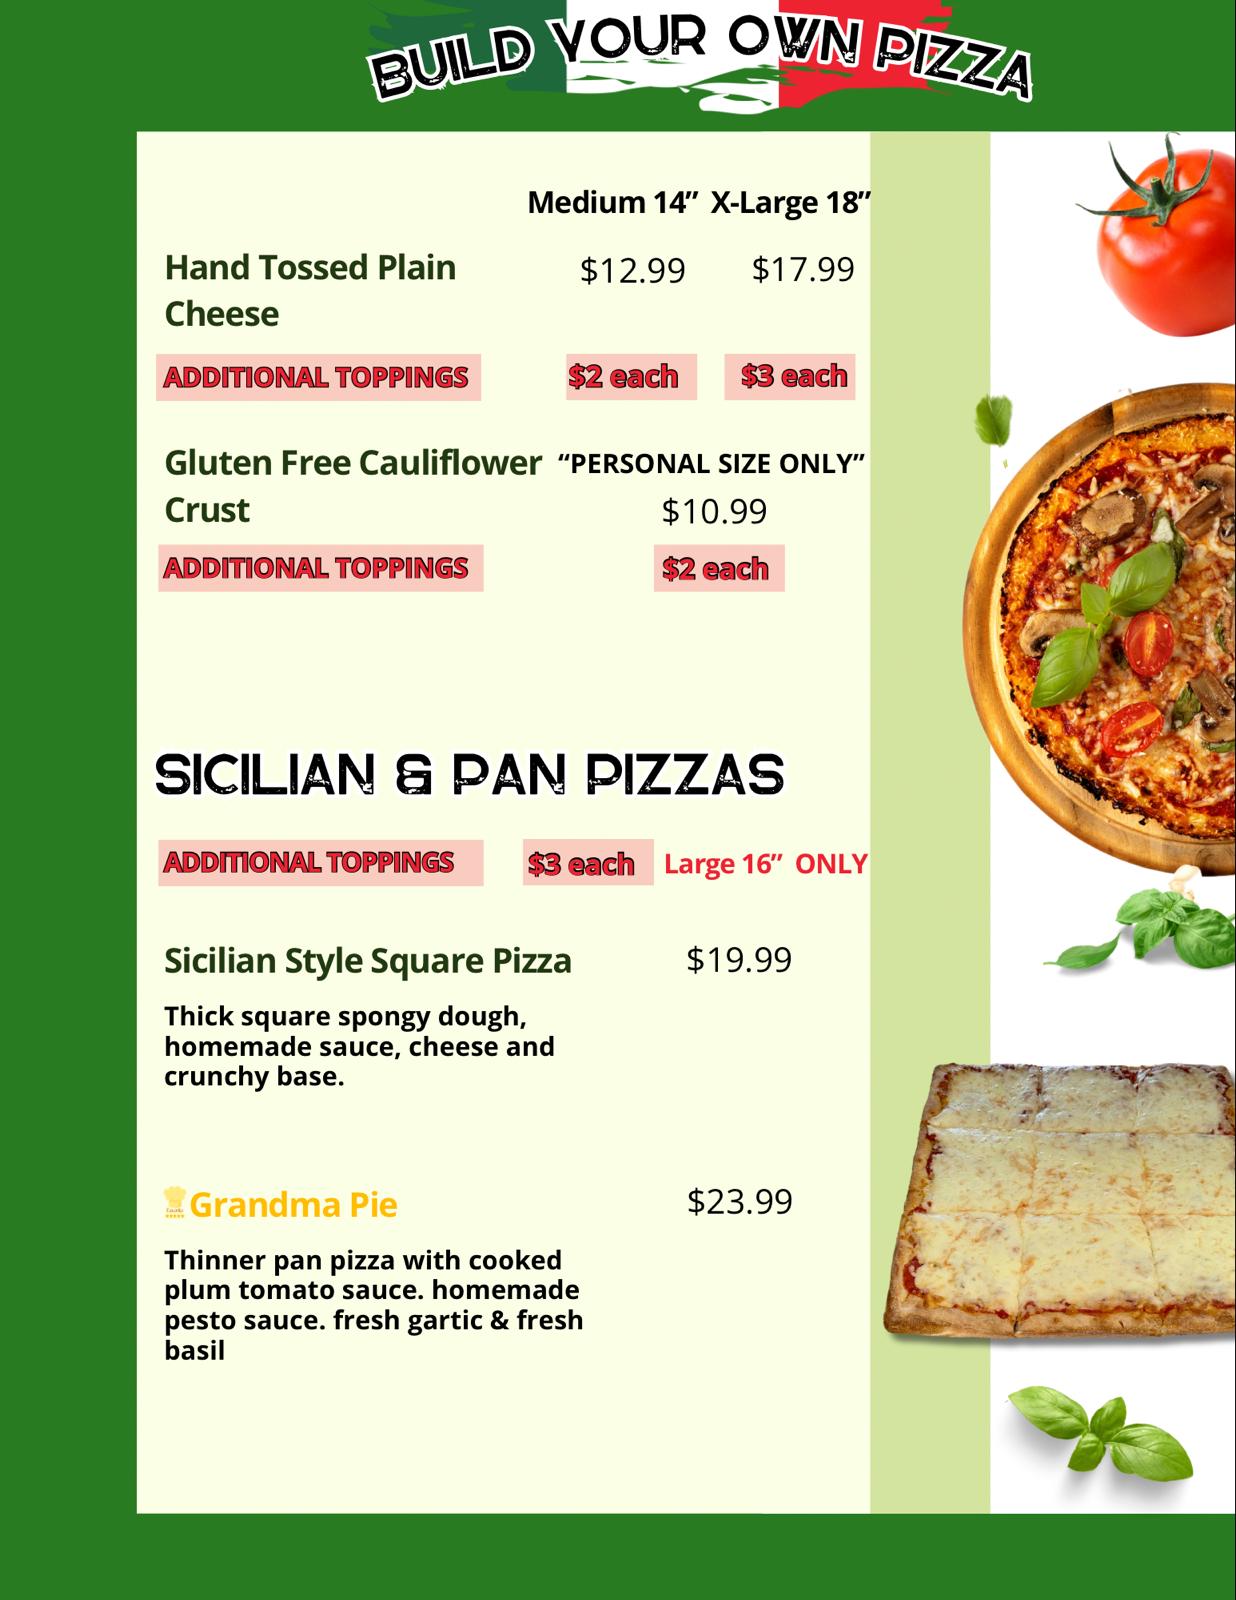 BUILD YOUR OWN PIZZA
Medium 14” X-Large 18”
Hand Tossed Plain $12.99 $17.99
Cheese
ADDITIONAL TOPPINGS $2 each $3 each
Gluten Free Cauliflower “PERSONAL SIZE ONLY”
Crust $10.99
ADDITIONAL TOPPINGS $2 each
SICILIAN & PAN PIZZAS
ADDITIONAL TOPPINGS $3 each Large 16” ONLY
Sicilian Style Square Pizza $19.99
Thick square spongy dough,
homemade sauce, cheese and
crunchy base.
Grandma Pie $23.99
Thinner pan pizza with cooked
plum tomato sauce. homemade
pesto sauce. fresh gartic & fresh
basil